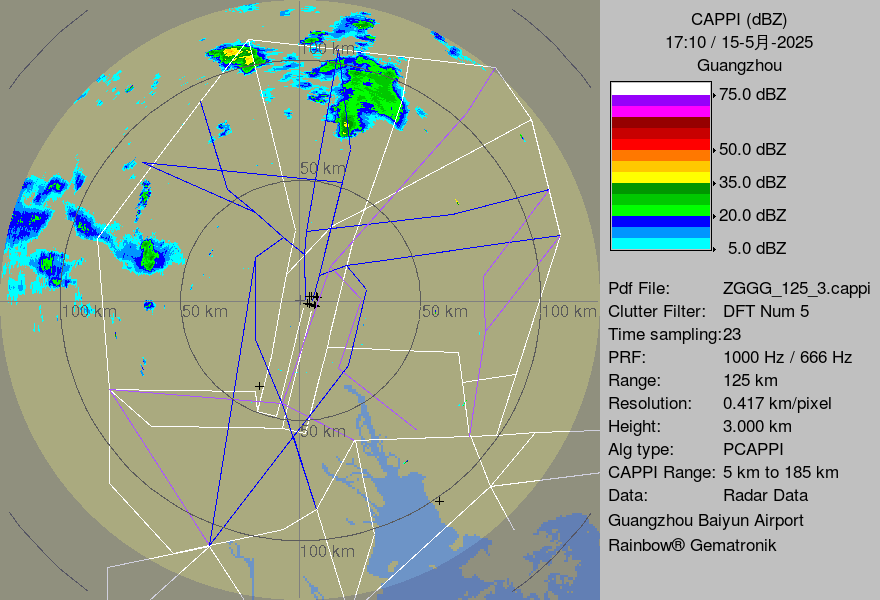 CAPPI (dBZ)
17:10 / 15-5月-2025
Guangzhou
75.0 dBZ
50.0 dBZ
35.0 dBZ
20.0 dBZ
5.0 dBZ
Pdf File: ZGGG_125_3.cappi
Clutter Filter: DFT Num 5
Time sampling:23
PRF: 1000 Hz / 666 Hz
Range: 125 km
Resolution: 0.417 km/pixel
Height: 3.000 km
Alg type: PCAPPI
CAPPI Range: 5 km to 185 km
Data: Radar Data
Guangzhou Baiyun Airport
Rainbow® Gematronik
100 km
50 km
100 km
50 km
50 km
100 km
50 km
100 km